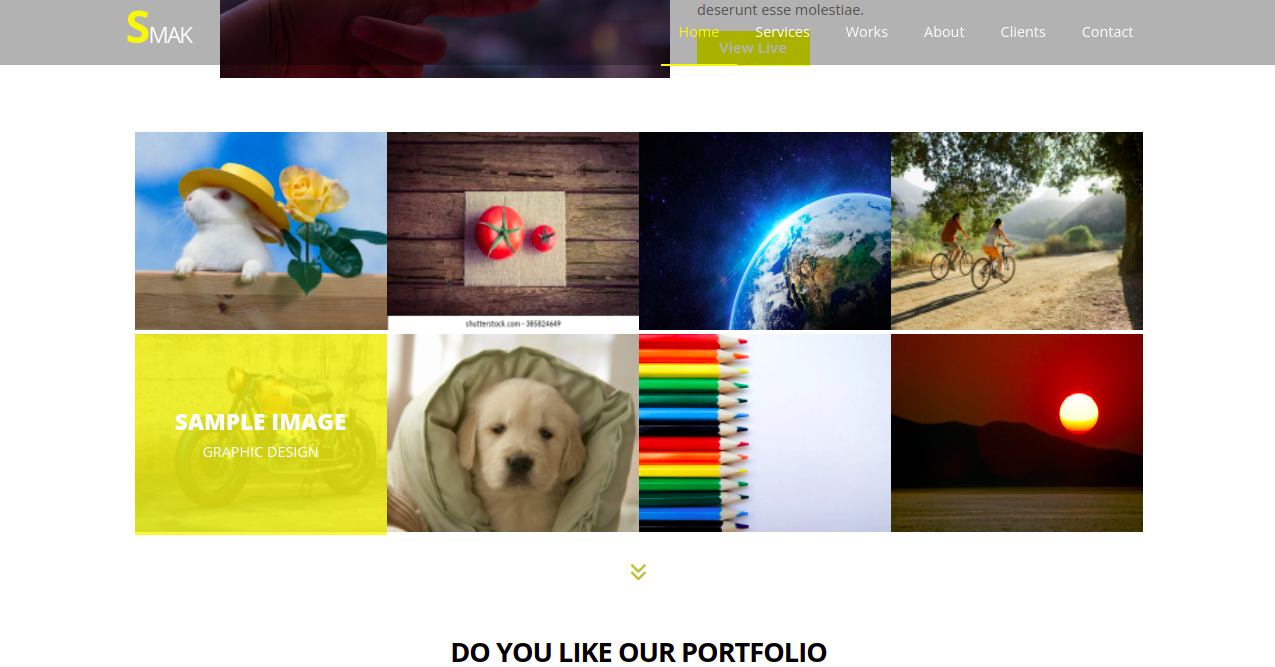 deserunt esse molestiae.
SMAK
Home Services Works About Clients Contact
View Live
shutterstock.com · 385824649
SAMPLE IMAGE
GRAPHIC DESIGN
DO YOU LIKE OUR PORTFOLIO